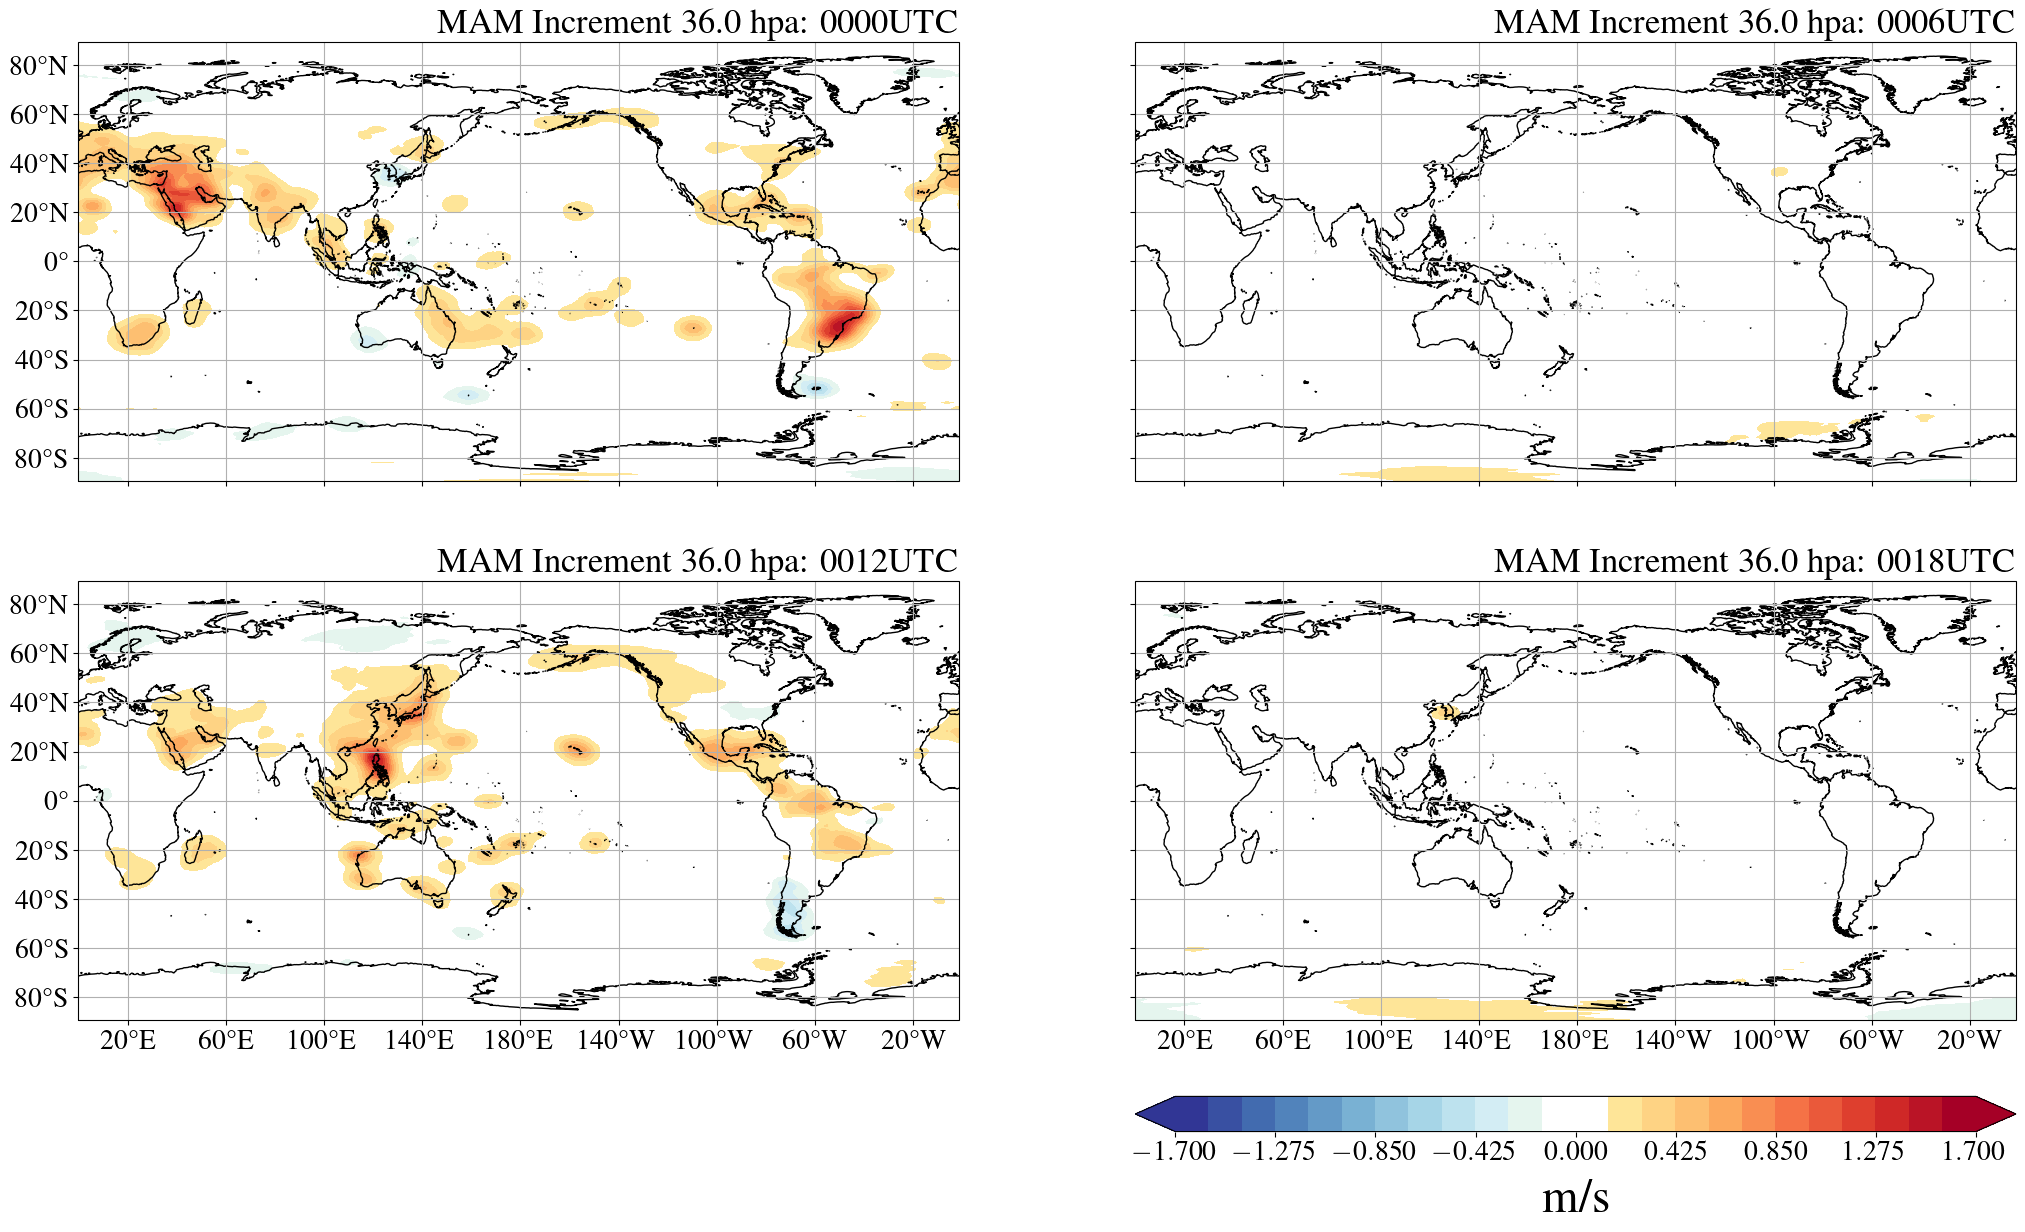 MAM Increment 36.0 hpa: 0000UTC
MAM Increment 36.0 hpa: 0006UTC
80°N
60°N
40°N
20°N
0°
20°S
40°S
60°S
80°S
MAM Increment 36.0 hpa: 0012UTC
MAM Increment 36.0 hpa: 0018UTC
80°N
60°N
40°N
20°N
0°
20°S
40°S
60°S
80°S
20°E 60°E 100°E 140°E 180°E 140°W 100°W 60°W 20°W
20°E 60°E 100°E 140°E 180°E 140°W 100°W 60°W 20°W
−1.700 −1.275 −0.850 −0.425 0.000 0.425 0.850 1.275 1.700
m/s